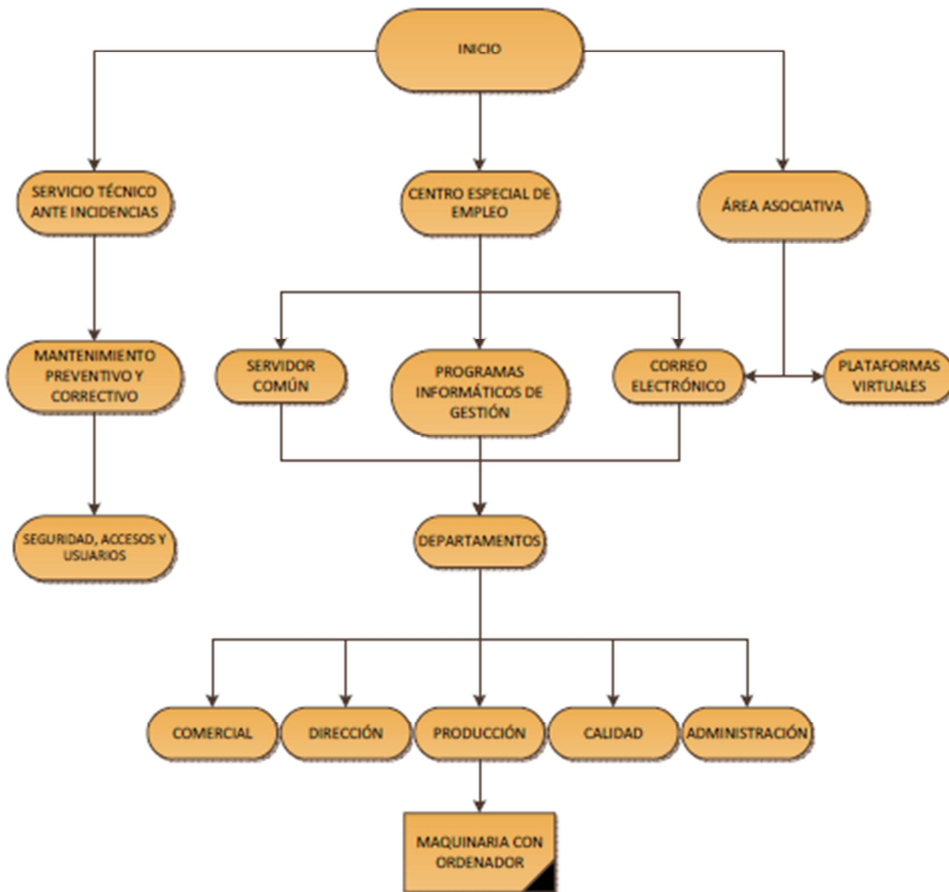 INICIO
SERVICIO TÉCNICO
ANTE INCIDENCIAS
CENTRO ESPECIAL DE
EMPLEO
ÁREA ASOCIATIVA
MANTENIMIENTO
PREVENTIVO Y
CORRECTIVO
SERVIDOR
COMÚN
PROGRAMAS
INFORMÁTICOS DE
GESTIÓN
CORREO
ELECTRÓNICO
PLATAFORMAS
VIRTUALES
SEGURIDAD, ACCESOS Y
USUARIOS
DEPARTAMENTOS
COMERCIAL
DIRECCIÓN
PRODUCCIÓN
CALIDAD
ADMINISTRACIÓN
MAQUINARIA CON
ORDENADOR